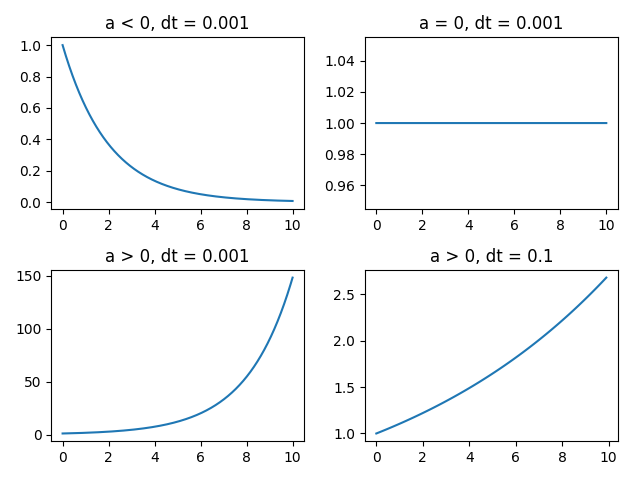 a < 0, dt = 0.001
1.0
0.8
0.6
0.4
0.2
0.0
0 2 4 6 8 10
a = 0, dt = 0.001
1.04
1.02
1.00
0.98
0.96
0 2 4 6 8 10
a > 0, dt = 0.001
150
100
50
0
0 2 4 6 8 10
a > 0, dt = 0.1
2.5
2.0
1.5
1.0
0 2 4 6 8 10